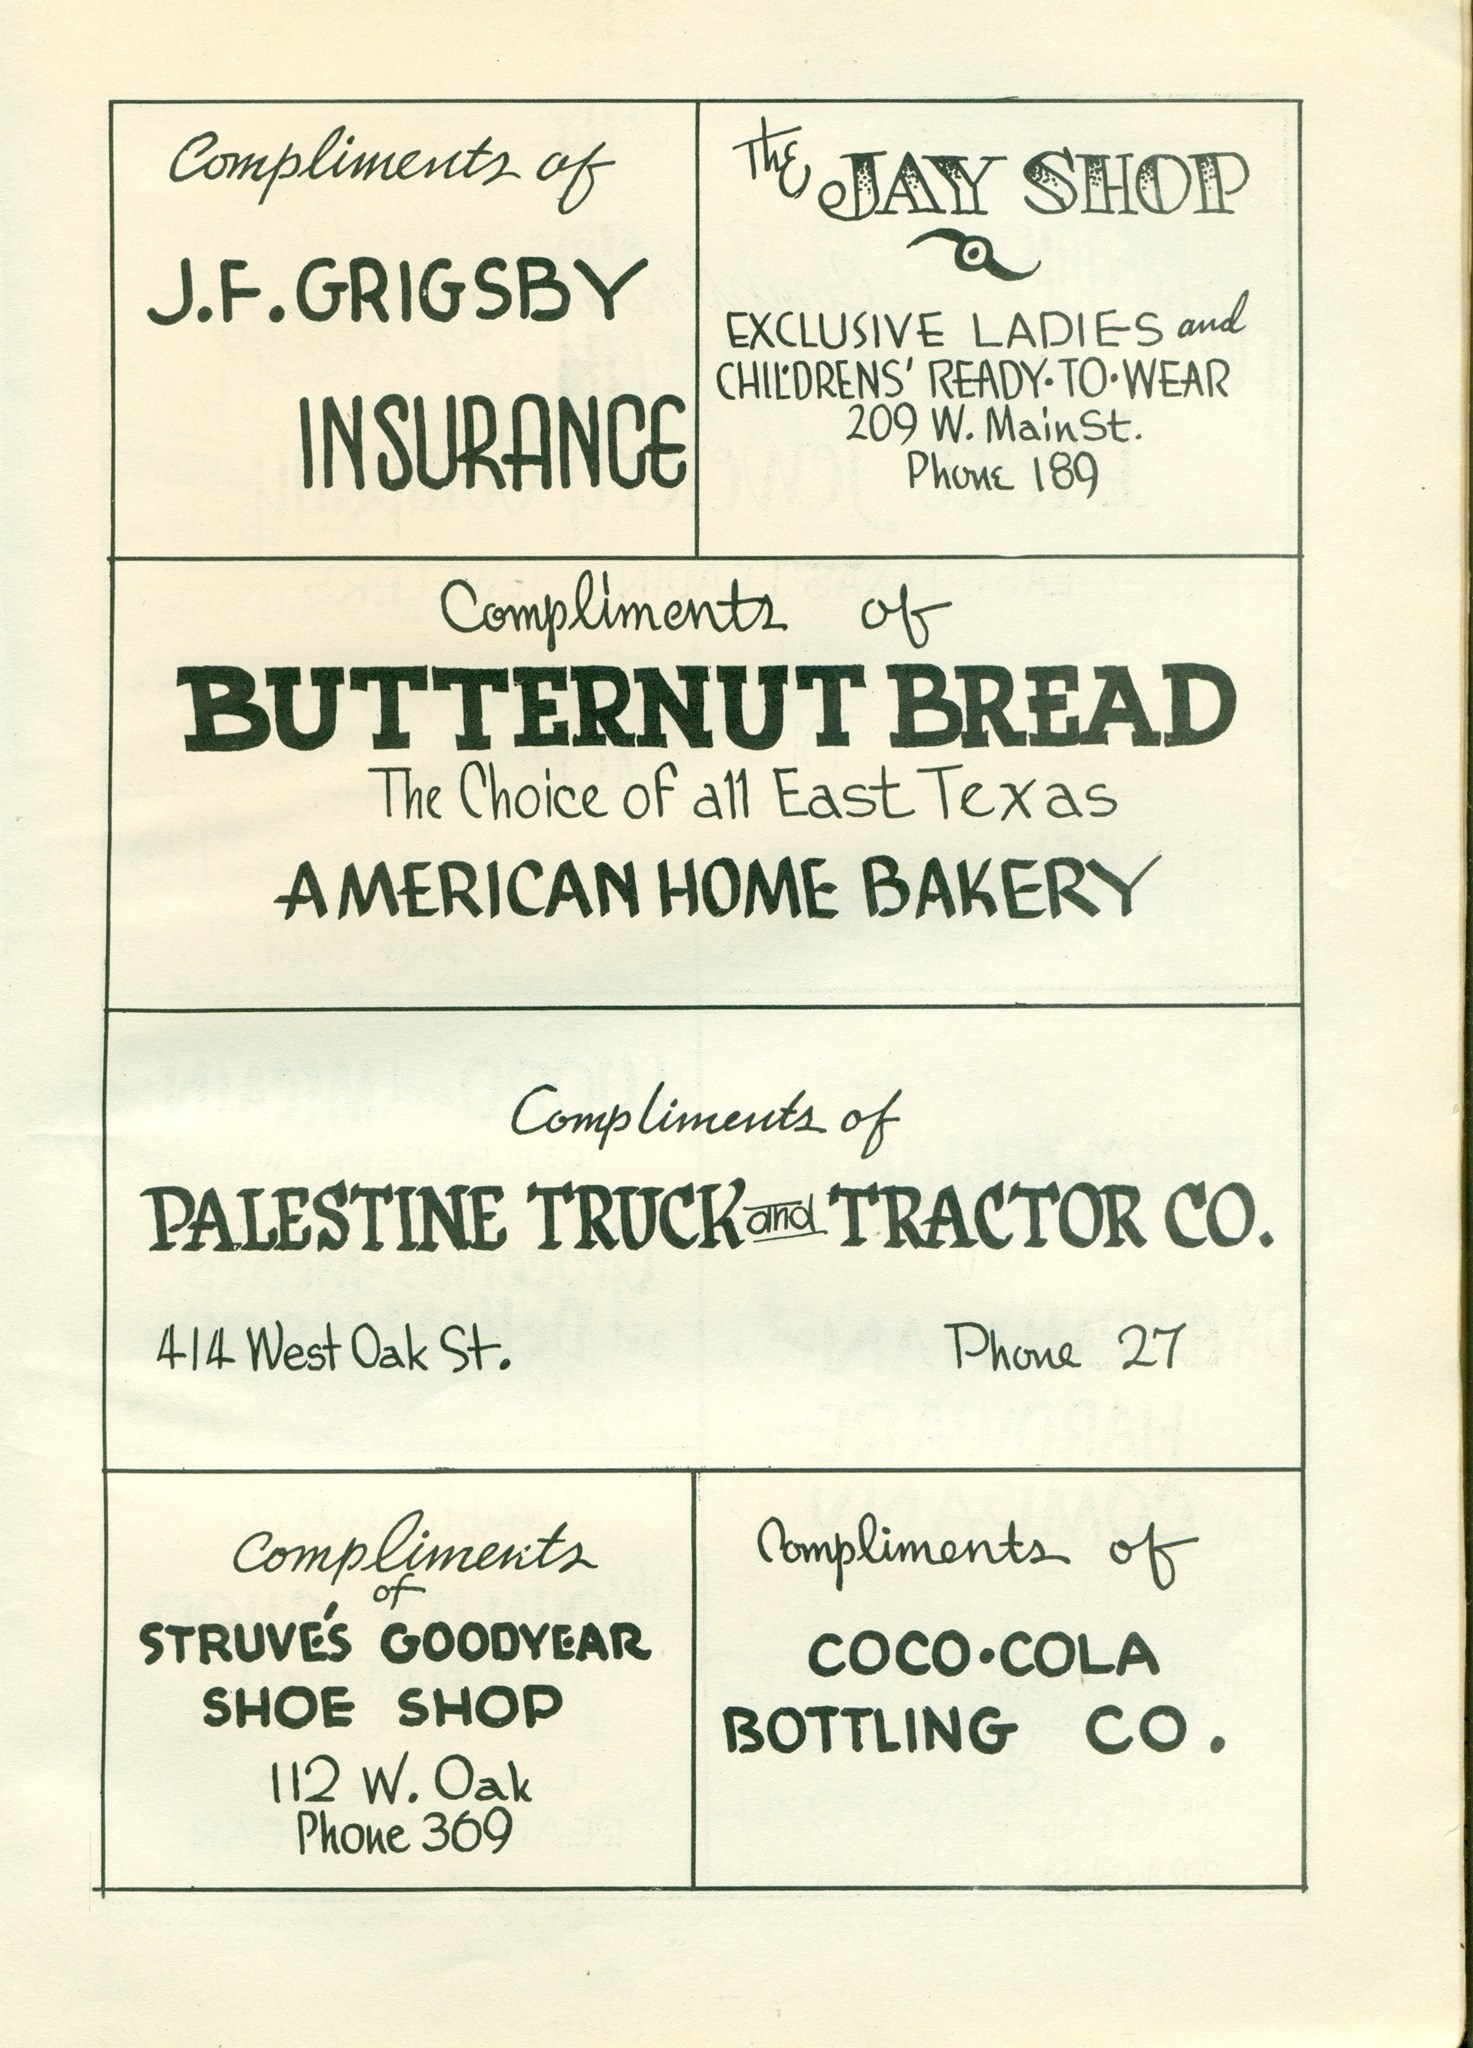 Compliments of
J.F. GRIGSBY
INSURANCE
The JAY SHOP
EXCLUSIVE LADIES and
CHILDRENS' READY·TO·WEAR
209 W. Main St.
Phone 189
Compliments of
BUTTERNUT BREAD
The Choice of all East Texas
AMERICAN HOME BAKERY
Compliments of
PALESTINE TRUCK and TRACTOR CO.
414 West Oak St. Phone 27
Compliments
of
STRUVE'S GOODYEAR
SHOE SHOP
112 W. Oak
Phone 369
Compliments of
COCO·COLA
BOTTLING CO.